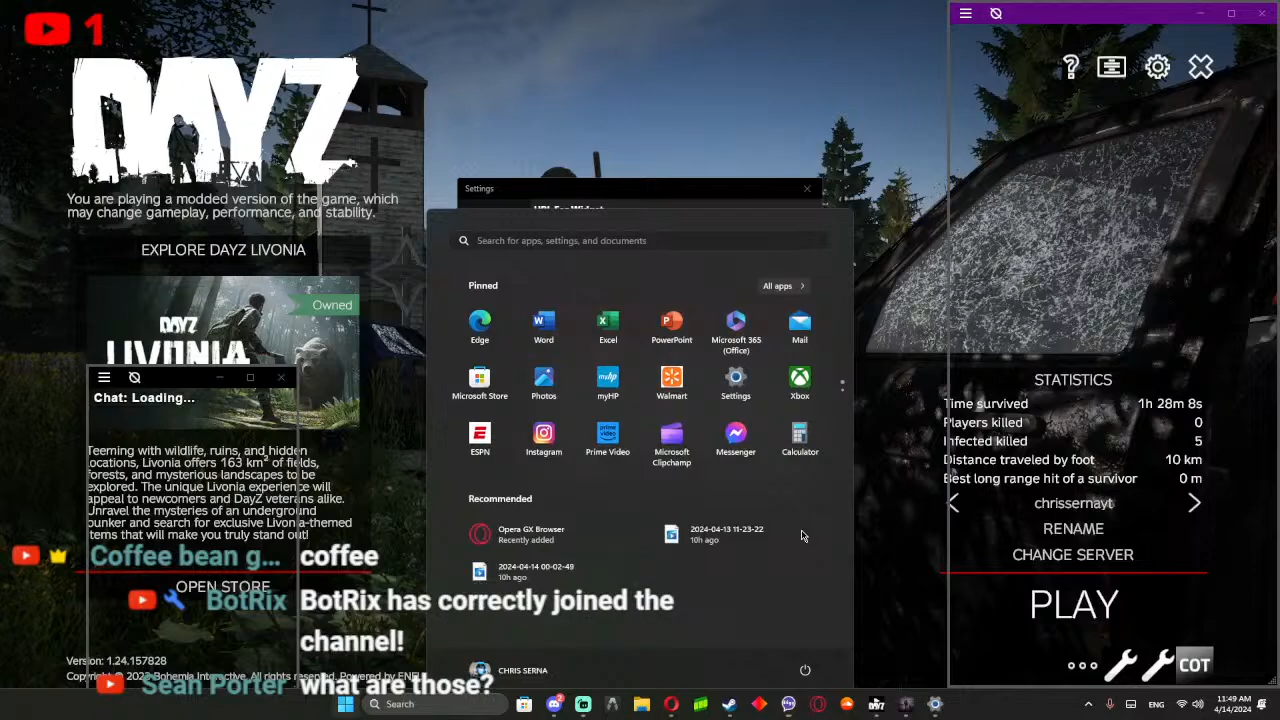 1
DAYZ
You are playing a modded version of the game, which
may change gameplay, performance, and stability.
EXPLORE DAYZ LIVONIA
Owned
DAYZ
LIVONIA
Chat: Loading...
Teeming with wildlife, ruins, and hidden
locations, Livonia offers 163 km² of fields,
forests, and mysterious landscapes to be
explored. The unique Livonia experience will
appeal to newcomers and DayZ veterans alike.
Unravel the mysteries of an underground
bunker and search for exclusive Livonia-themed
items that will make you truly stand out!
OPEN STORE
Coffee bean g... coffee
BotRix BotRix has correctly joined the
channel!
Sean Porter what are those?
Version: 1.24.157828
Settings
URL For Widget
Search for apps, settings, and documents
Pinned
All apps
Edge
Word
Excel
PowerPoint
Microsoft 365
(Office)
Mail
Microsoft Store
Photos
myHP
Walmart
Settings
Xbox
ESPN
Instagram
Prime Video
Microsoft
Clipchamp
Messenger
Calculator
Recommended
Opera GX Browser
Recently added
2024-04-13 11-23-22
10h ago
2024-04-14 00-02-49
10h ago
CHRIS SERNA
STATISTICS
Time survived 1h 28m 8s
Players killed 0
Infected killed 5
Distance traveled by foot 10 km
Best long range hit of a survivor 0 m
chrissernayt
RENAME
CHANGE SERVER
PLAY
COT
Search
ENG
11:49 AM
4/14/2024